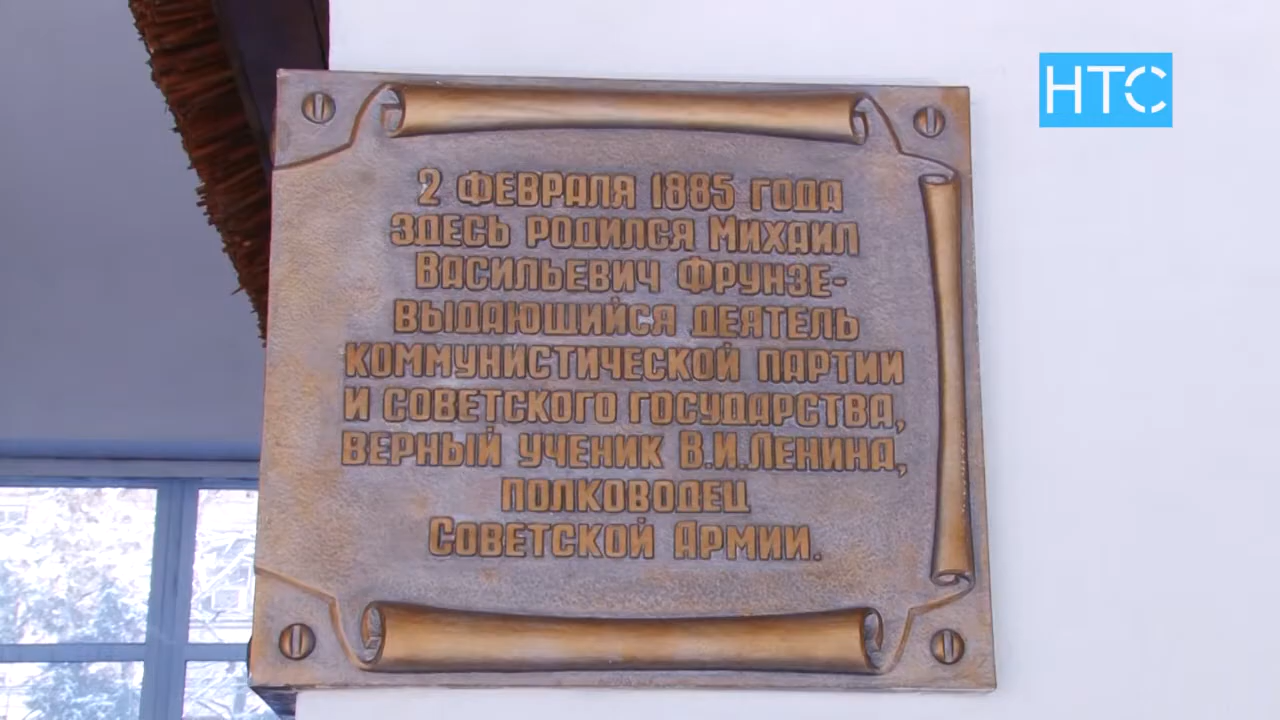 НТС
2 ФЕВРАЛЯ 1885 ГОДА
ЗДЕСЬ РОДИЛСЯ МИХАИЛ
ВАСИЛЬЕВИЧ ФРУНЗЕ-
ВЫДАЮЩИЙСЯ ДЕЯТЕЛЬ
КОММУНИСТИЧЕСКОЙ ПАРТИИ
И СОВЕТСКОГО ГОСУДАРСТВА,
ВЕРНЫЙ УЧЕНИК В.И.ЛЕНИНА,
ПОЛКОВОДЕЦ
СОВЕТСКОЙ АРМИИ.